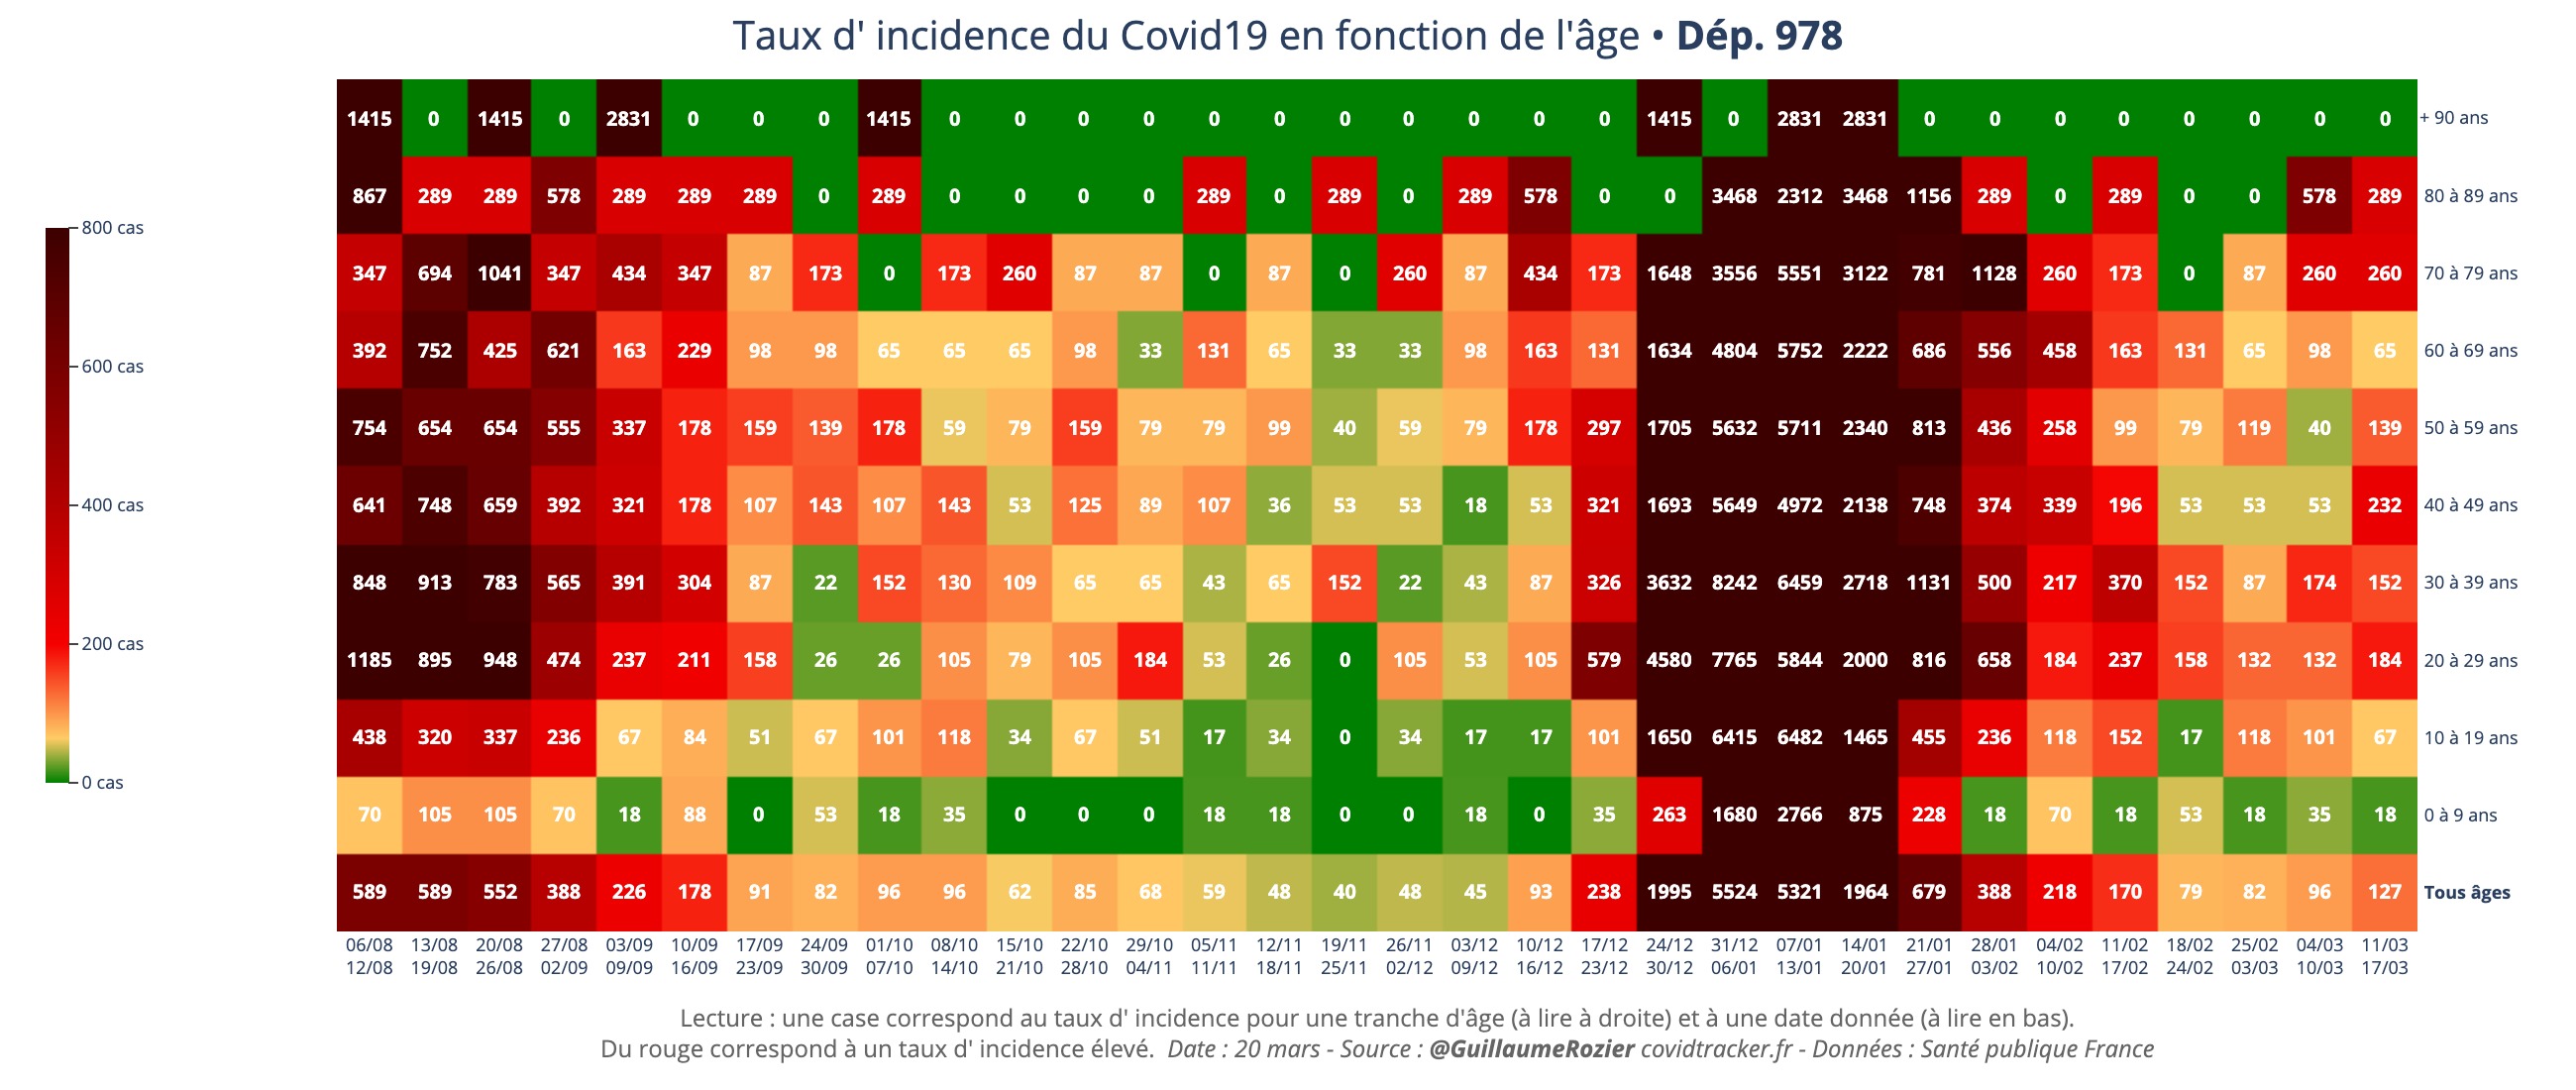 Taux d' incidence du Covid19 en fonction de l'âge • Dép. 978
1415 0 1415 0 2831 0 0 0 1415 0 0 0 0 0 0 0 0 0 0 0 1415 0 2831 2831 0 0 0 0 0 0 0 0 + 90 ans
867 289 289 578 289 289 289 0 289 0 0 0 0 289 0 289 0 289 578 0 0 3468 2312 3468 1156 289 0 289 0 0 578 289 80 à 89 ans
800 cas
347 694 1041 347 434 347 87 173 0 173 260 87 87 0 87 0 260 87 434 173 1648 3556 5551 3122 781 1128 260 173 0 87 260 260 70 à 79 ans
392 752 425 621 163 229 98 98 65 65 65 98 33 131 65 33 33 98 163 131 1634 4804 5752 2222 686 556 458 163 131 65 98 65 60 à 69 ans
600 cas
754 654 654 555 337 178 159 139 178 59 79 159 79 79 99 40 59 79 178 297 1705 5632 5711 2340 813 436 258 99 79 119 40 139 50 à 59 ans
400 cas
641 748 659 392 321 178 107 143 107 143 53 125 89 107 36 53 53 18 53 321 1693 5649 4972 2138 748 374 339 196 53 53 53 232 40 à 49 ans
848 913 783 565 391 304 87 22 152 130 109 65 65 43 65 152 22 43 87 326 3632 8242 6459 2718 1131 500 217 370 152 87 174 152 30 à 39 ans
200 cas
1185 895 948 474 237 211 158 26 26 105 79 105 184 53 26 0 105 53 105 579 4580 7765 5844 2000 816 658 184 237 158 132 132 184 20 à 29 ans
438 320 337 236 67 84 51 67 101 118 34 67 51 17 34 0 34 17 17 101 1650 6415 6482 1465 455 236 118 152 17 118 101 67 10 à 19 ans
0 cas
70 105 105 70 18 88 0 53 18 35 0 0 0 18 18 0 0 18 0 35 263 1680 2766 875 228 18 70 18 53 18 35 18 0 à 9 ans
589 589 552 388 226 178 91 82 96 96 62 85 68 59 48 40 48 45 93 238 1995 5524 5321 1964 679 388 218 170 79 82 96 127 Tous âges
06/08 13/08 20/08 27/08 03/09 10/09 17/09 24/09 01/10 08/10 15/10 22/10 29/10 05/11 12/11 19/11 26/11 03/12 10/12 17/12 24/12 31/12 07/01 14/01 21/01 28/01 04/02 11/02 18/02 25/02 04/03 11/03
12/08 19/08 26/08 02/09 09/09 16/09 23/09 30/09 07/10 14/10 21/10 28/10 04/11 11/11 18/11 25/11 02/12 09/12 16/12 23/12 30/12 06/01 13/01 20/01 27/01 03/02 10/02 17/02 24/02 03/03 10/03 17/03
Lecture : une case correspond au taux d' incidence pour une tranche d'âge (à lire à droite) et à une date donnée (à lire en bas).
Du rouge correspond à un taux d' incidence élevé. Date : 20 mars - Source : @GuillaumeRozier covidtracker.fr - Données : Santé publique France